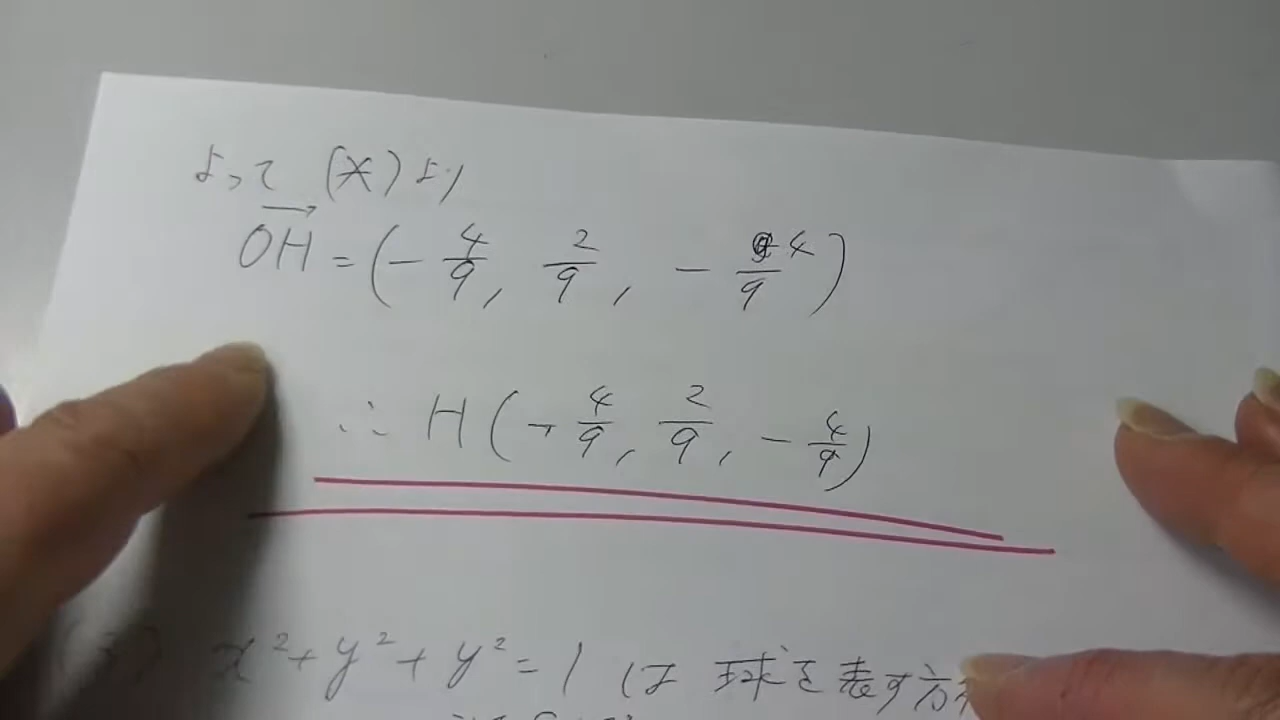 よって (*)より
OH→ = (-4/9, 2/9, -4/9)
∴ H(-4/9, 2/9, -4/9)
x²+y²+y²=1 は 球を表す方